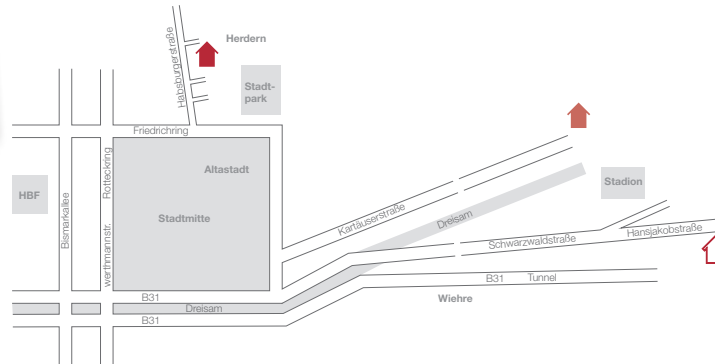 Herdern
Habsburgerstraße
Stadt-
park
Friedrichring
Altastadt
Rotteckring
HBF
Stadtmitte
Bismarkallee
werthmannstr.
Kartäuserstraße
Dreisam
Stadion
Schwarzwaldstraße
Hansjakobstraße
B31
Tunnel
B31
Dreisam
Wiehre
B31